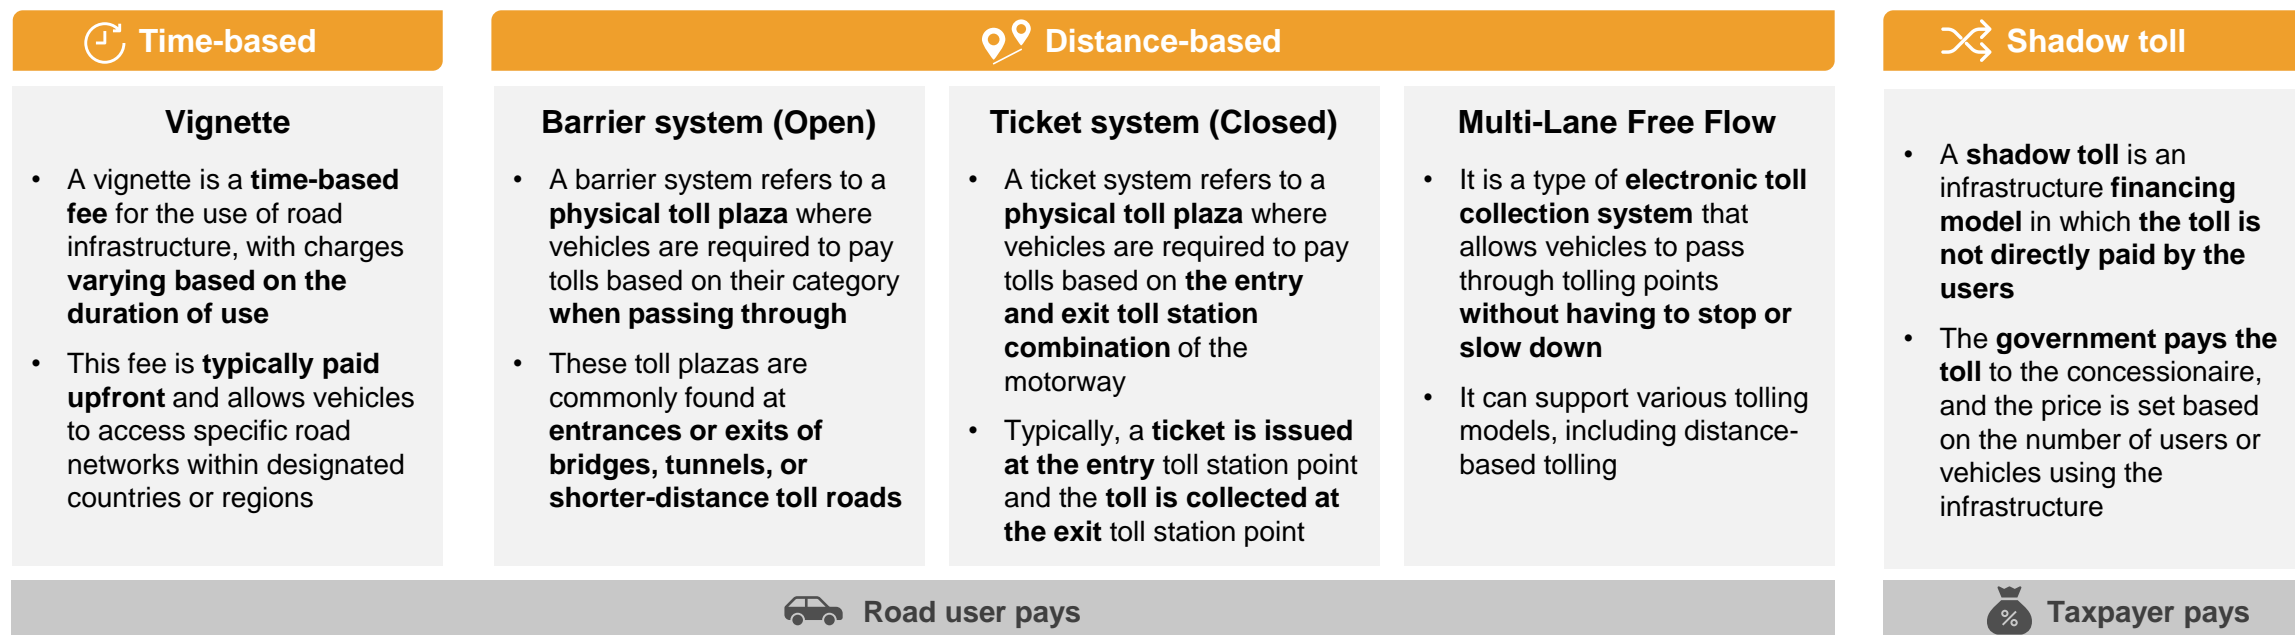 Time-based
Distance-based
Shadow toll
Vignette
• A vignette is a time-based
fee for the use of road
infrastructure, with charges
varying based on the
duration of use
• This fee is typically paid
upfront and allows vehicles
to access specific road
networks within designated
countries or regions
Barrier system (Open)
• A barrier system refers to a
physical toll plaza where
vehicles are required to pay
tolls based on their category
when passing through
• These toll plazas are
commonly found at
entrances or exits of
bridges, tunnels, or
shorter-distance toll roads
Ticket system (Closed)
• A ticket system refers to a
physical toll plaza where
vehicles are required to pay
tolls based on the entry
and exit toll station
combination of the
motorway
• Typically, a ticket is issued
at the entry toll station point
and the toll is collected at
the exit toll station point
Multi-Lane Free Flow
• It is a type of electronic toll
collection system that
allows vehicles to pass
through tolling points
without having to stop or
slow down
• It can support various tolling
models, including distance-
based tolling
• A shadow toll is an
infrastructure financing
model in which the toll is
not directly paid by the
users
• The government pays the
toll to the concessionaire,
and the price is set based
on the number of users or
vehicles using the
infrastructure
Road user pays
% Taxpayer pays